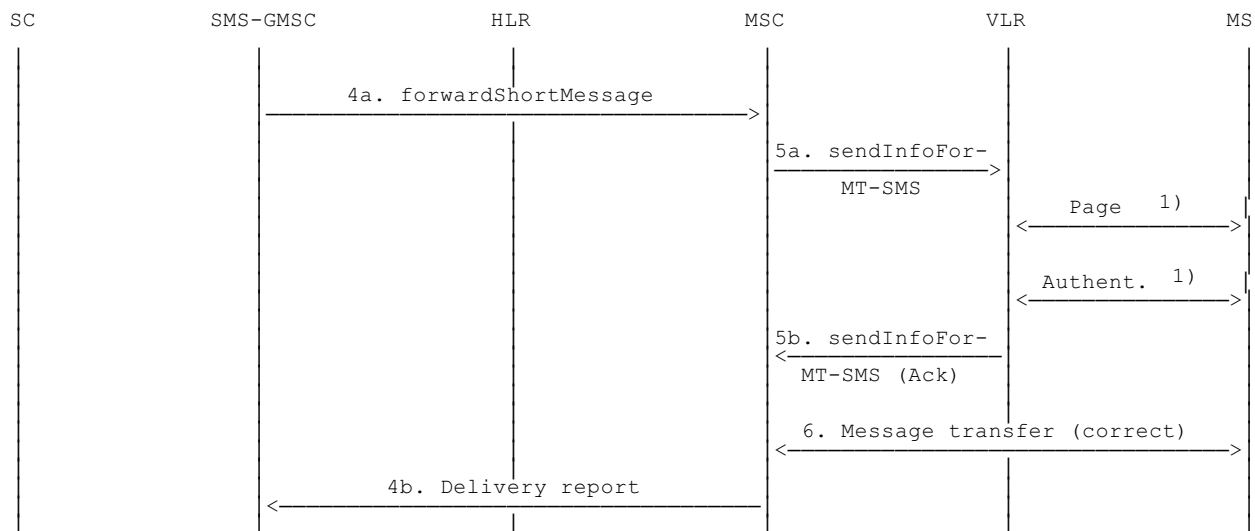 SC SMS-GMSC HLR MSC VLR MS
4a. forwardShortMessage
5a. sendInfoFor-
MT-SMS
Page 1)
Authent. 1)
5b. sendInfoFor-
MT-SMS (Ack)
6. Message transfer (correct)
4b. Delivery report